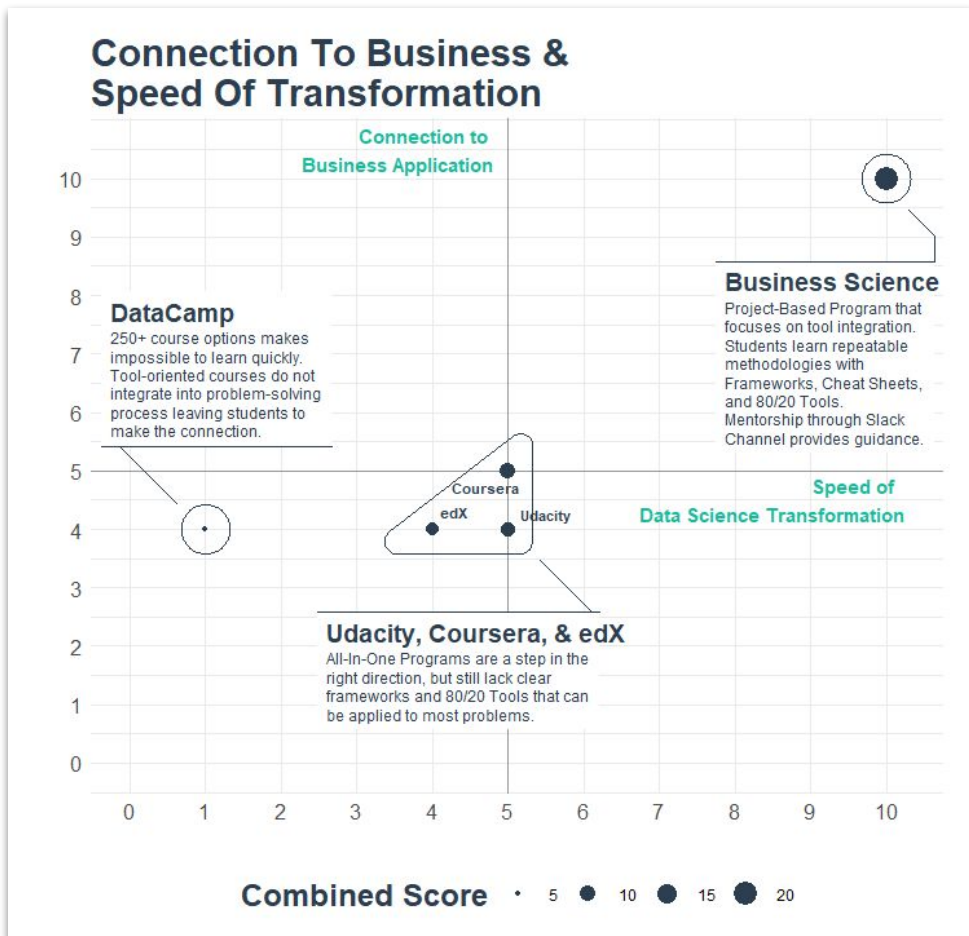 Connection To Business &
Speed Of Transformation
Connection to
Business Application
10
9
8
7
6
5
4
3
2
1
0
Business Science
Project-Based Program that
focuses on tool integration.
Students learn repeatable
methodologies with
Frameworks, Cheat Sheets,
and 80/20 Tools.
Mentorship through Slack
Channel provides guidance.
DataCamp
250+ course options makes
impossible to learn quickly.
Tool-oriented courses do not
integrate into problem-solving
process leaving students to
make the connection.
Coursera
edX
Udacity
Speed of
Data Science Transformation
Udacity, Coursera, & edX
All-In-One Programs are a step in the
right direction, but still lack clear
frameworks and 80/20 Tools that can
be applied to most problems.
0 1 2 3 4 5 6 7 8 9 10
Combined Score 5 10 15 20